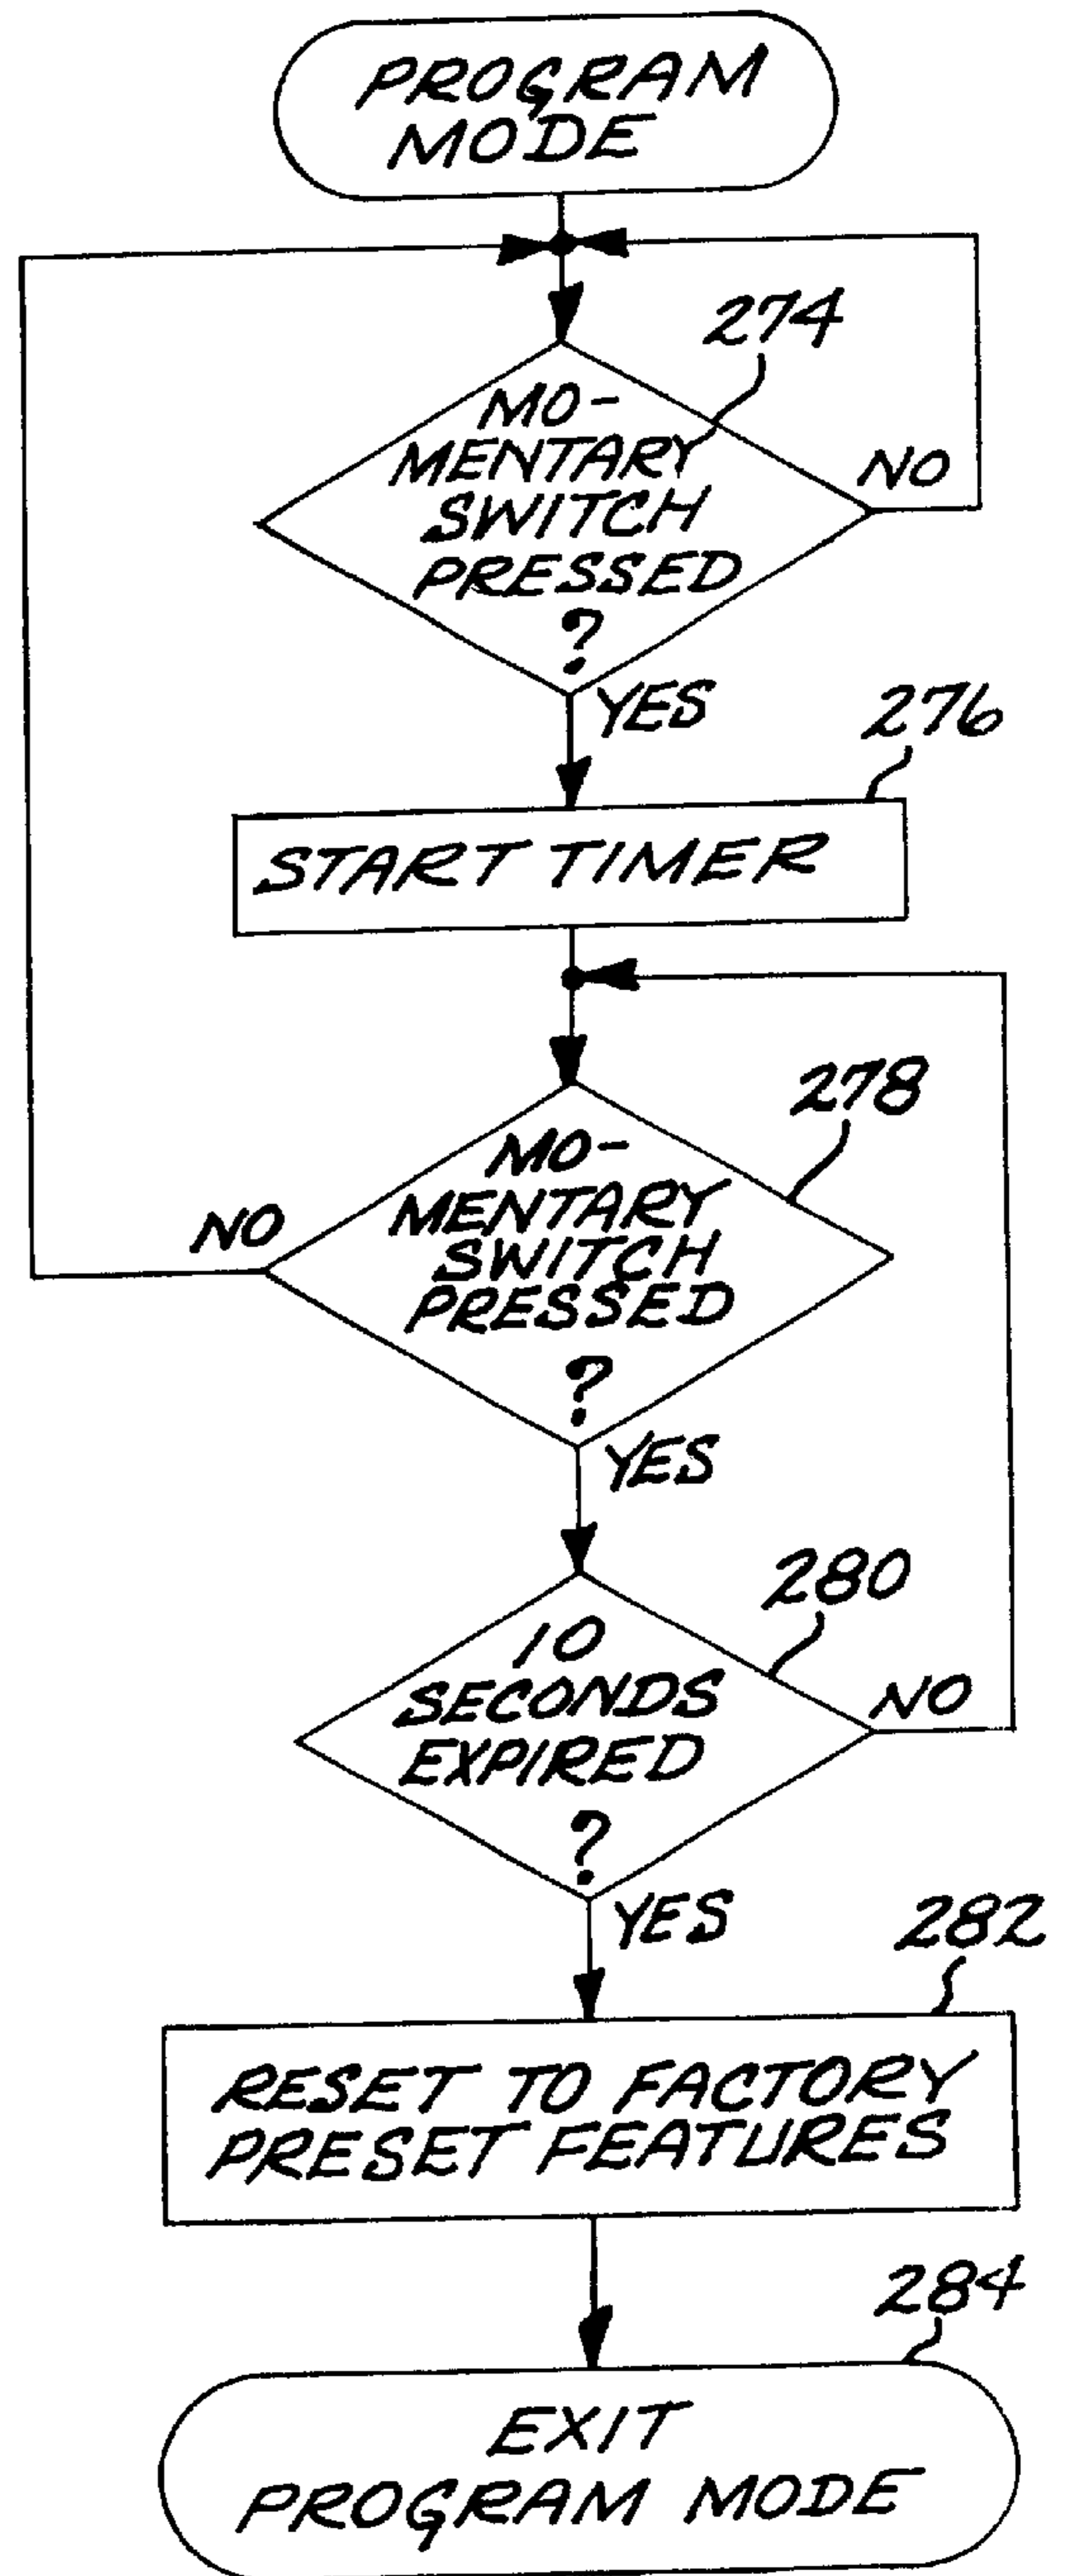 PROGRAM
MODE
274
MO-
MENTARY
SWITCH
PRESSED
?
NO
YES
276
START TIMER
278
MO-
MENTARY
SWITCH
PRESSED
?
NO
YES
280
10
SECONDS
EXPIRED
?
NO
YES
282
RESET TO FACTORY
PRESET FEATURES
284
EXIT
PROGRAM MODE